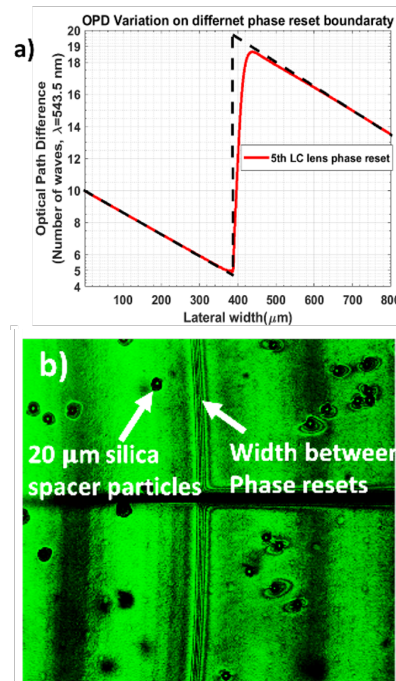 OPD Variation on differnet phase reset boundaraty
a)
Optical Path Difference
(Number of waves, λ=543.5 nm)
20
18
16
14
12
10
8
6
5
4
5th LC lens phase reset
100 200 300 400 500 600 700 800
Lateral width(μm)
b)
20 μm silica
spacer particles
Width between
Phase resets